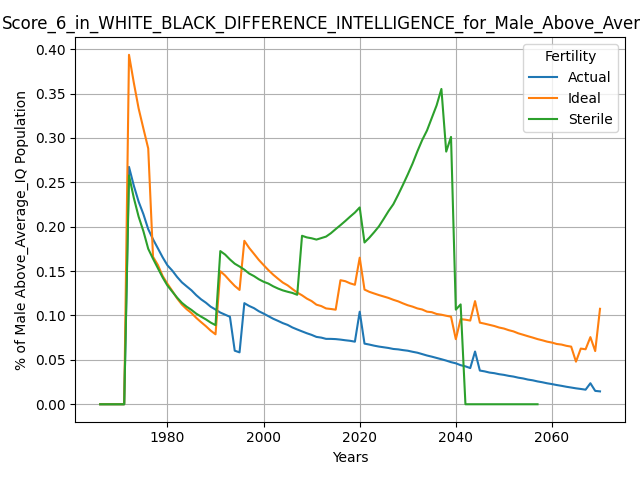 Score_6_in_WHITE_BLACK_DIFFERENCE_INTELLIGENCE_for_Male_Above_Aver
Fertility
Actual
Ideal
Sterile
% of Male Above_Average_IQ Population
0.40
0.35
0.30
0.25
0.20
0.15
0.10
0.05
0.00
1980 2000 2020 2040 2060
Years